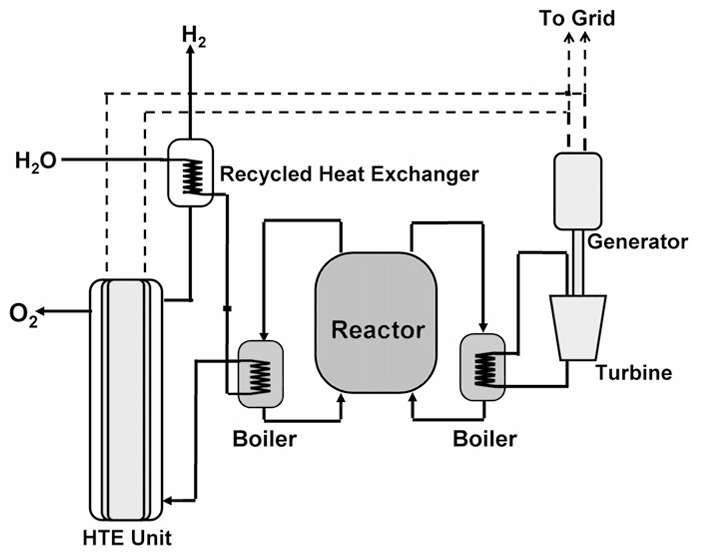 To Grid
H₂
H₂O
Recycled Heat Exchanger
Generator
O₂
Reactor
Turbine
Boiler
Boiler
HTE Unit